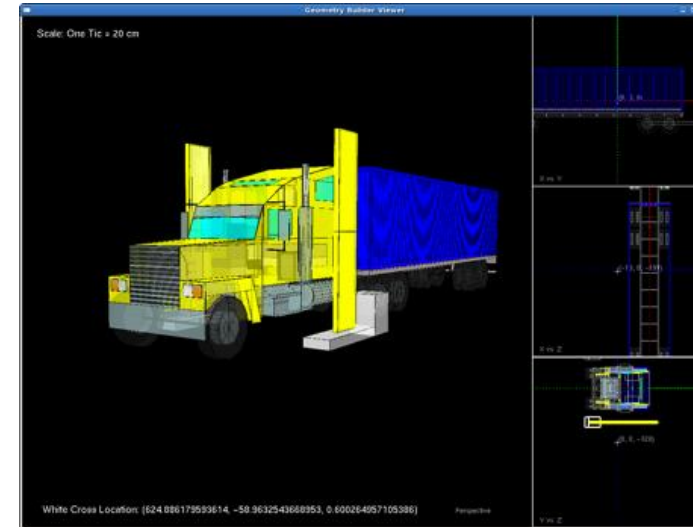 Geometry Builder Viewer
Scale: One Tic = 20 cm
X vs. Y
X vs. Z
Y vs. Z
White Cross Location: (624.886179593614, -58.9632543668953, 0.600264957105386)
Perspective